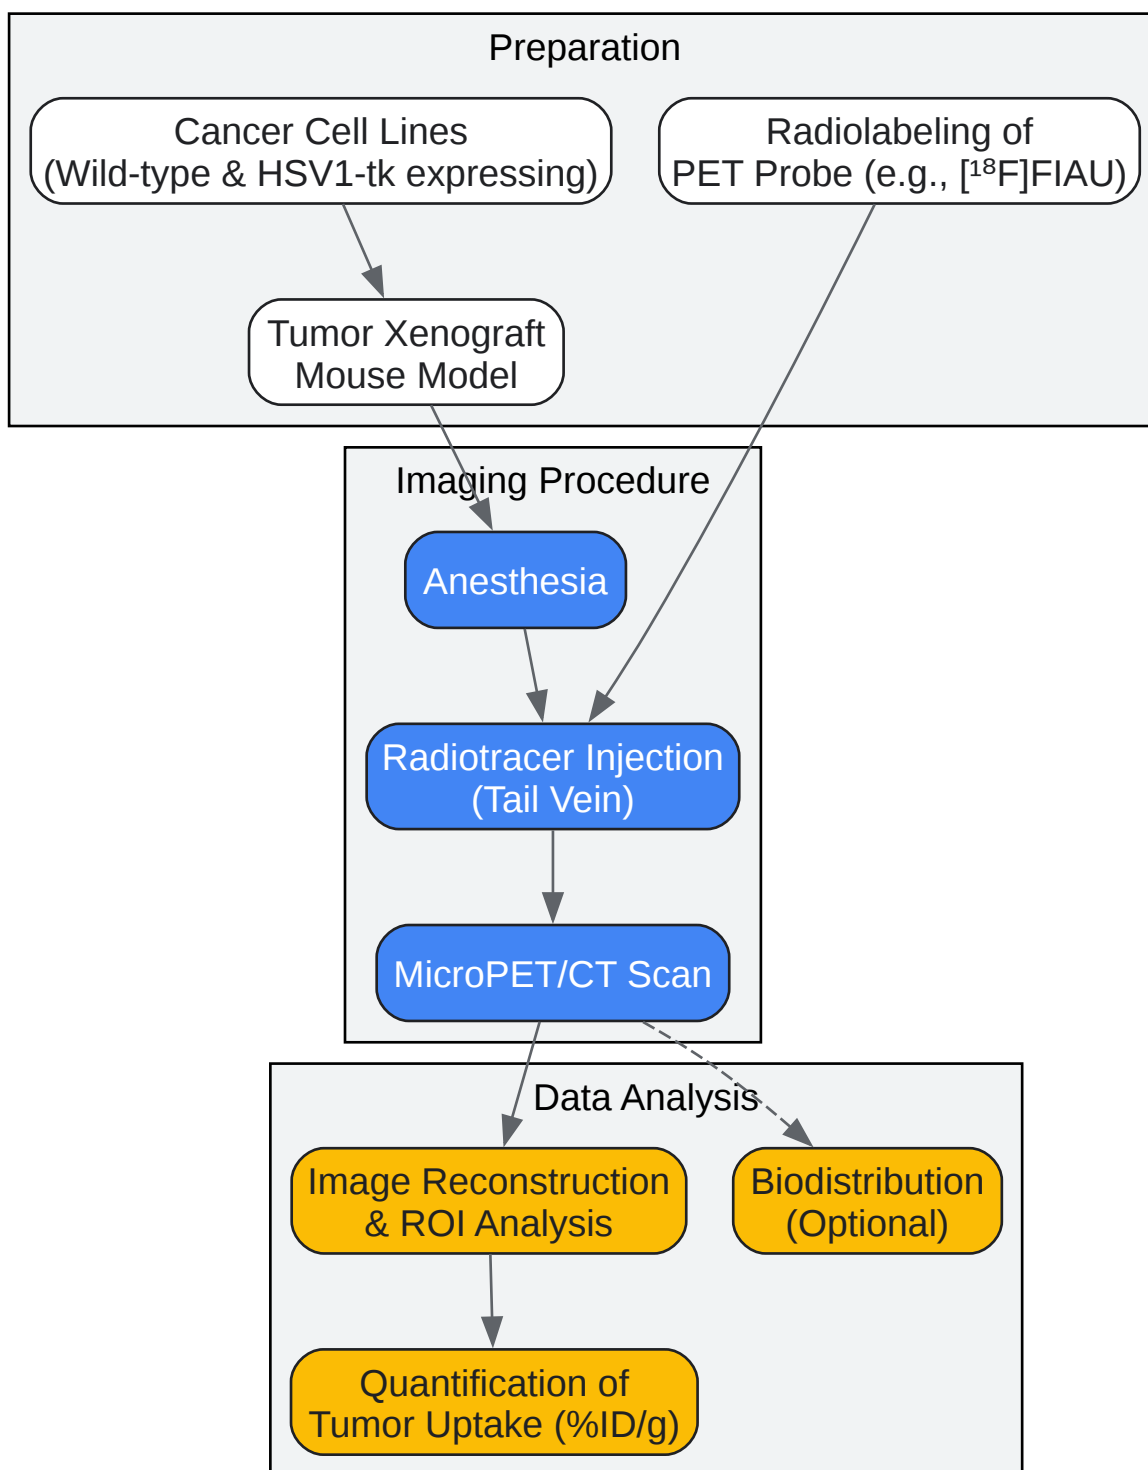 Preparation
Cancer Cell Lines
(Wild-type & HSV1-tk expressing)
Radiolabeling of
PET Probe (e.g., [¹⁸F]FIAU)
Tumor Xenograft
Mouse Model
Imaging Procedure
Anesthesia
Radiotracer Injection
(Tail Vein)
MicroPET/CT Scan
Data Analysis
Image Reconstruction
& ROI Analysis
Biodistribution
(Optional)
Quantification of
Tumor Uptake (%ID/g)